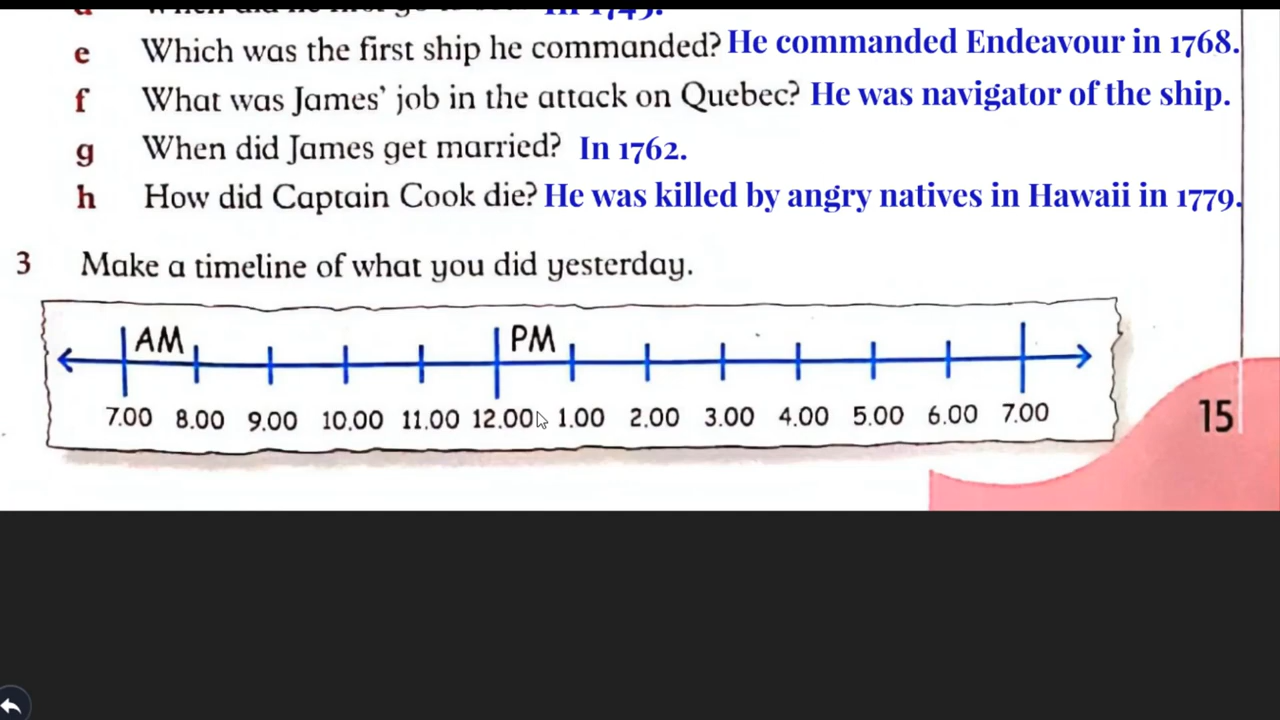 e Which was the first ship he commanded? He commanded Endeavour in 1768.
f What was James' job in the attack on Quebec? He was navigator of the ship.
g When did James get married? In 1762.
h How did Captain Cook die? He was killed by angry natives in Hawaii in 1779.
3 Make a timeline of what you did yesterday.
AM PM
7.00 8.00 9.00 10.00 11.00 12.00 1.00 2.00 3.00 4.00 5.00 6.00 7.00
15